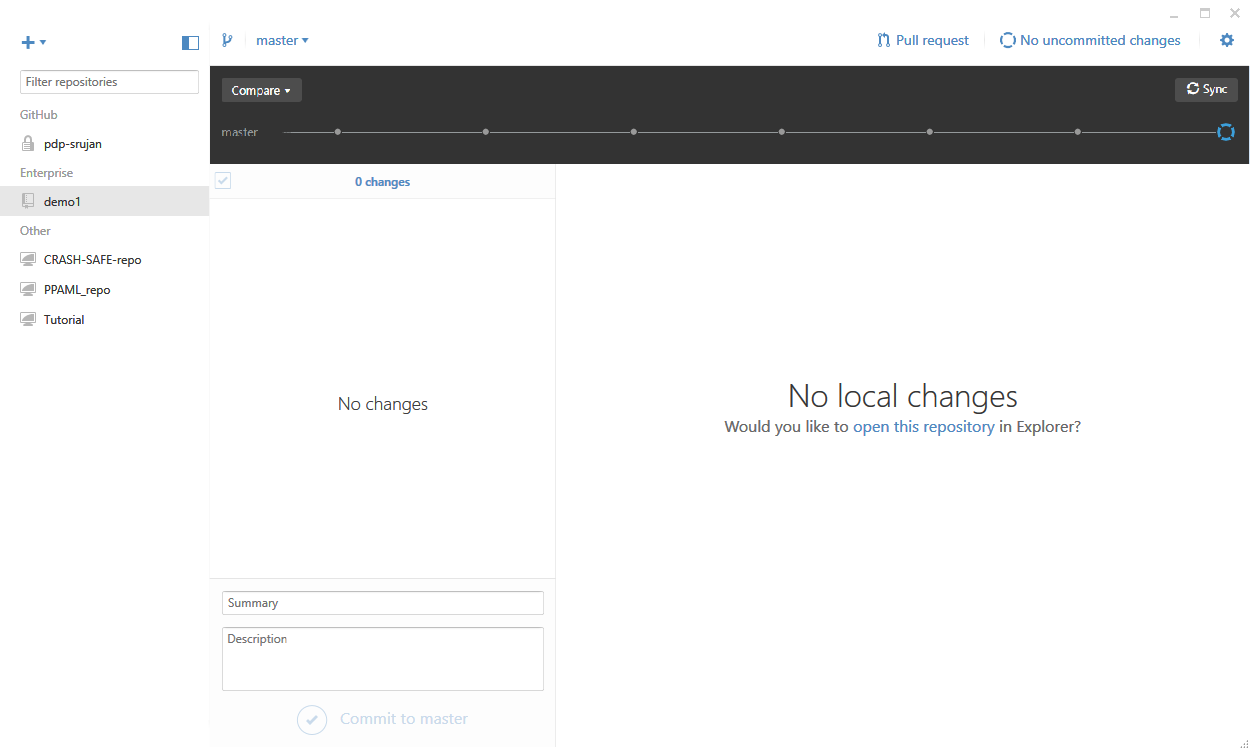 master
Pull request
No uncommitted changes
Filter repositories
GitHub
pdp-srujan
Enterprise
demo1
Other
CRASH-SAFE-repo
PPAML_repo
Tutorial
Compare
Sync
master
0 changes
No changes
Summary
Description
Commit to master
No local changes
Would you like to open this repository in Explorer?